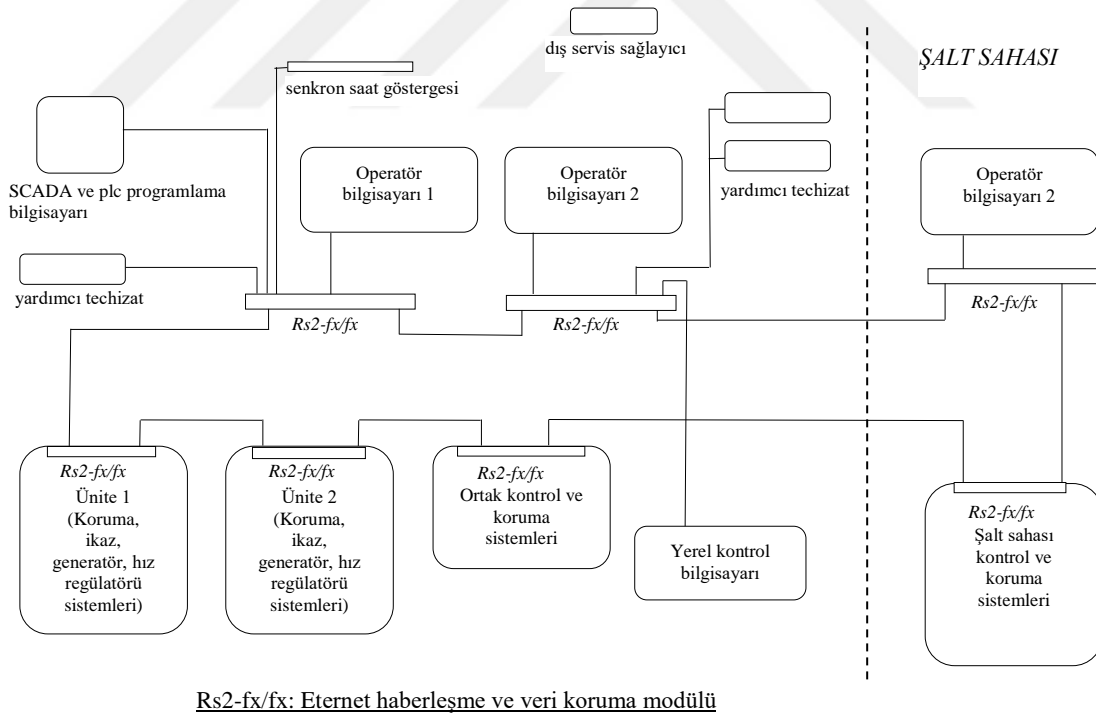 dış servis sağlayıcı
ŞALT SAHASI
senkron saat göstergesi
SCADA ve plc programlama
bilgisayarı
Operatör
bilgisayarı 1
Operatör
bilgisayarı 2
yardımcı techizat
Operatör
bilgisayarı 2
yardımcı techizat
Rs2-fx/fx
Rs2-fx/fx
Rs2-fx/fx
Rs2-fx/fx
Ünite 1
(Koruma,
ikaz,
generatör, hız
regülatörü
sistemleri)
Rs2-fx/fx
Ünite 2
(Koruma,
ikaz,
generatör, hız
regülatörü
sistemleri)
Rs2-fx/fx
Ortak kontrol ve
koruma
sistemleri
Yerel kontrol
bilgisayarı
Rs2-fx/fx
Şalt sahası
kontrol ve
koruma
sistemleri
Rs2-fx/fx: Eternet haberleşme ve veri koruma modülü